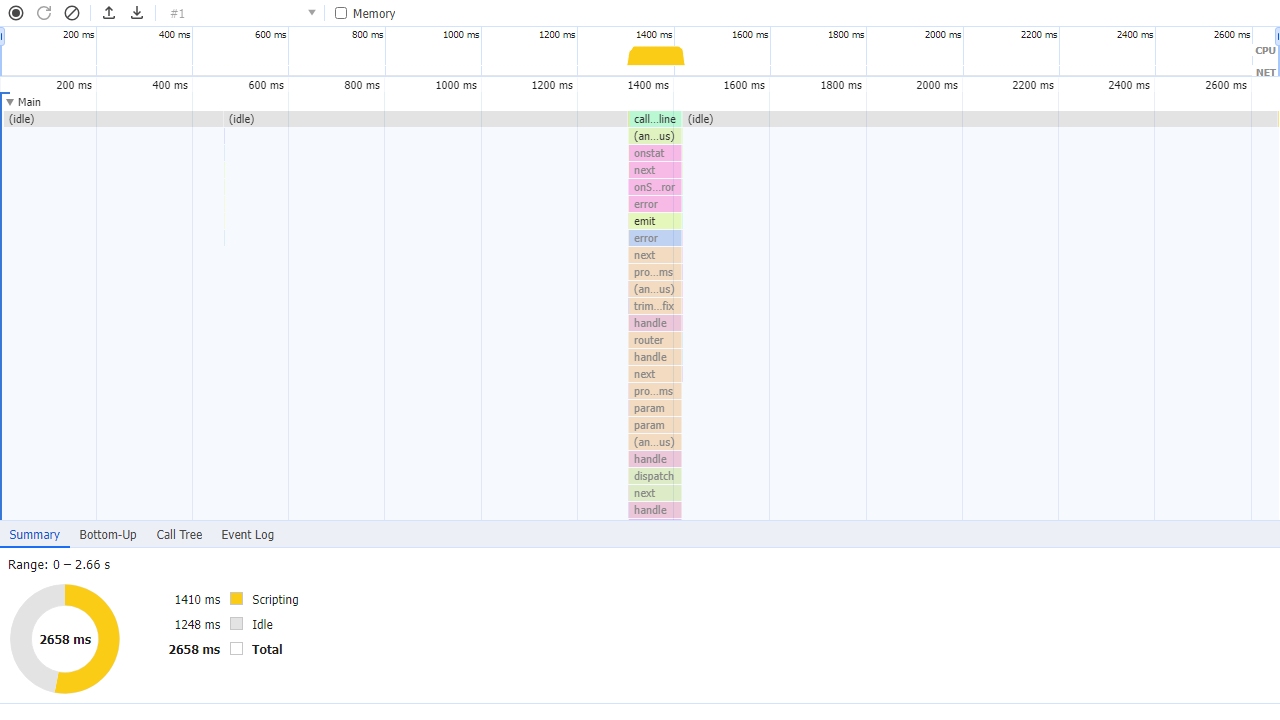 #1 Memory
200 ms 400 ms 600 ms 800 ms 1000 ms 1200 ms 1400 ms 1600 ms 1800 ms 2000 ms 2200 ms 2400 ms 2600 ms
CPU
NET
200 ms 400 ms 600 ms 800 ms 1000 ms 1200 ms 1400 ms 1600 ms 1800 ms 2000 ms 2200 ms 2400 ms 2600 ms
Main
(idle) (idle) call...line (idle)
(an...us)
onstat
next
onS...ror
error
emit
error
next
pro...ms
(an...us)
trim...fix
handle
router
handle
next
pro...ms
param
param
(an...us)
handle
dispatch
next
handle
Summary Bottom-Up Call Tree Event Log
Range: 0 – 2.66 s
1410 ms Scripting
1248 ms Idle
2658 ms 2658 ms Total